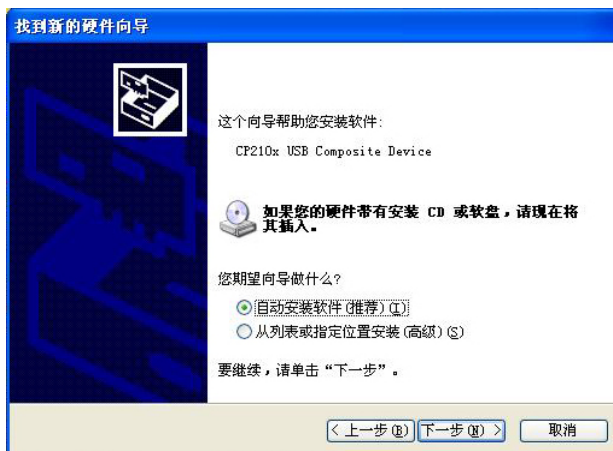 找到新的硬件向导
这个向导帮助您安装软件:
CP210x USB Composite Device
如果您的硬件带有安装 CD 或软盘，请现在将
其插入。
您期望向导做什么?
自动安装软件(推荐)(I)
从列表或指定位置安装(高级)(S)
要继续，请单击“下一步”。
< 上一步(B) 下一步(N) > 取消